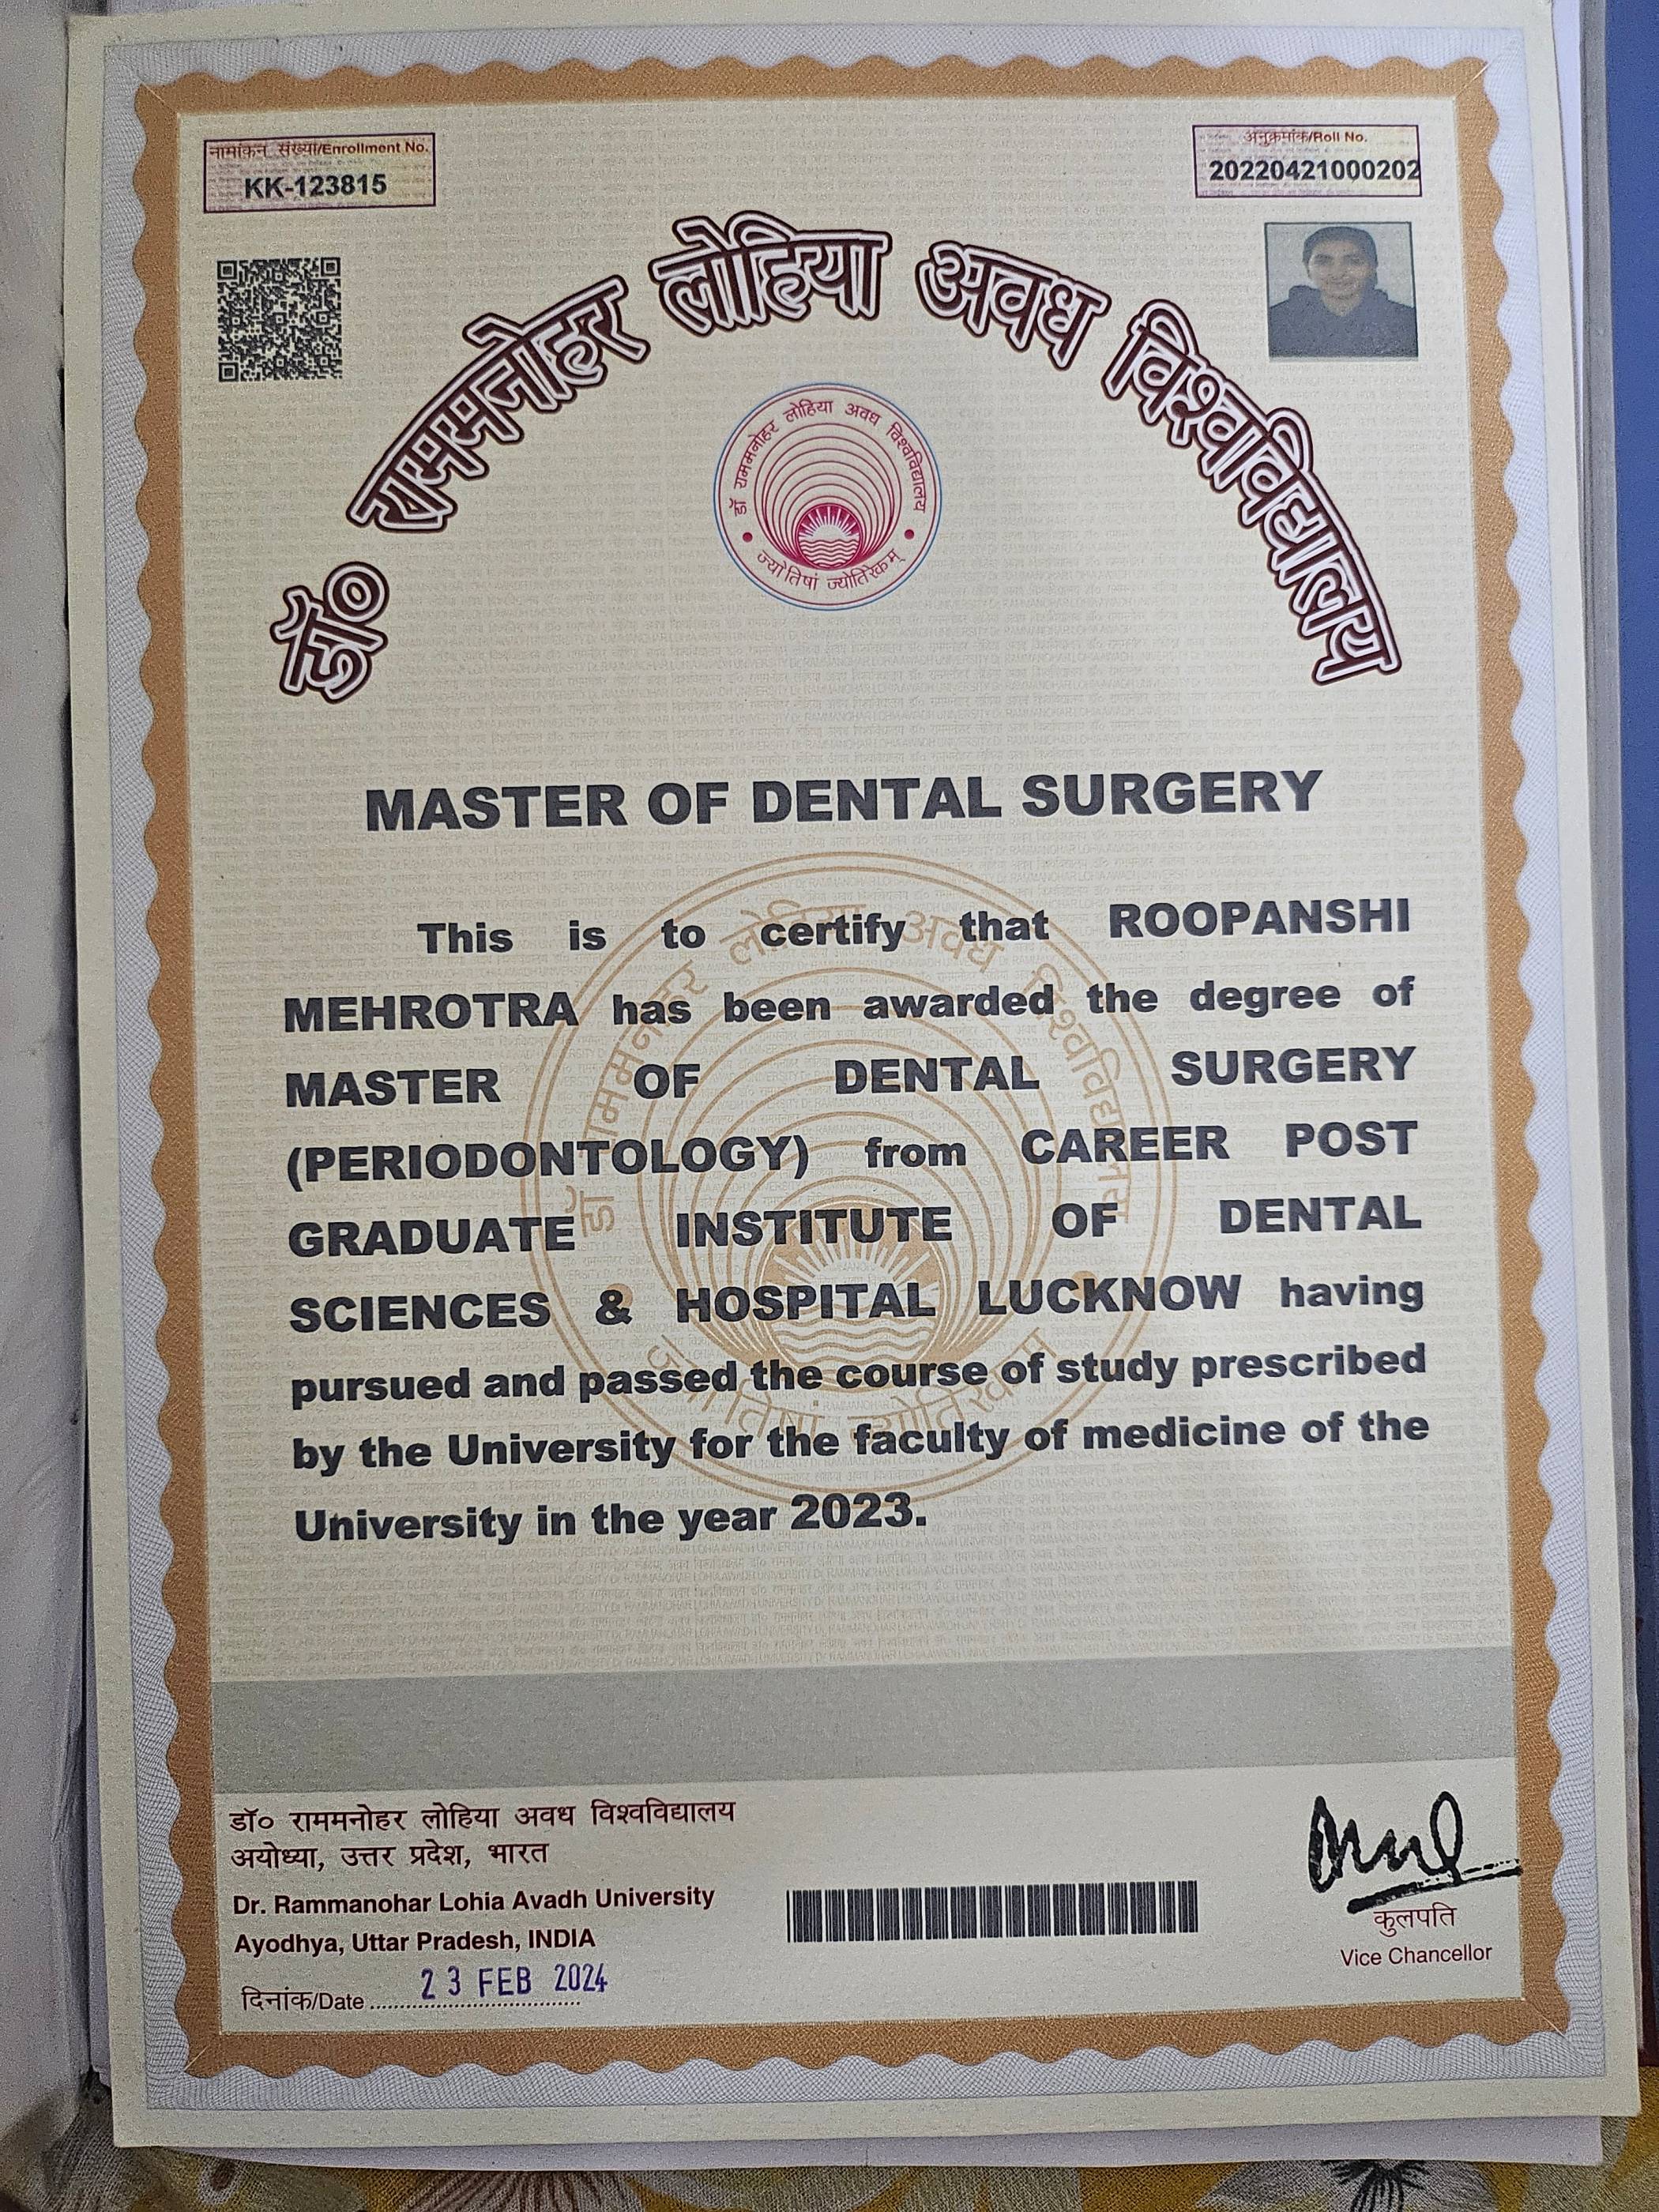 नामांकन संख्या/Enrollment No.
KK-123815
अनुक्रमांक/Roll No.
20220421000202
डॉ० राममनोहर लोहिया अवध विश्वविद्यालय
डॉ राममनोहर लोहिया अवध विश्वविद्यालय
ज्योतिषां ज्योतिरेकम्
MASTER OF DENTAL SURGERY
This is to certify that ROOPANSHI
MEHROTRA has been awarded the degree of
MASTER OF DENTAL SURGERY
(PERIODONTOLOGY) from CAREER POST
GRADUATE INSTITUTE OF DENTAL
SCIENCES & HOSPITAL LUCKNOW having
pursued and passed the course of study prescribed
by the University for the faculty of medicine of the
University in the year 2023.
डॉ० राममनोहर लोहिया अवध विश्वविद्यालय
अयोध्या, उत्तर प्रदेश, भारत
Dr. Rammanohar Lohia Avadh University
Ayodhya, Uttar Pradesh, INDIA
दिनांक/Date 23 FEB 2024
कुलपति
Vice Chancellor